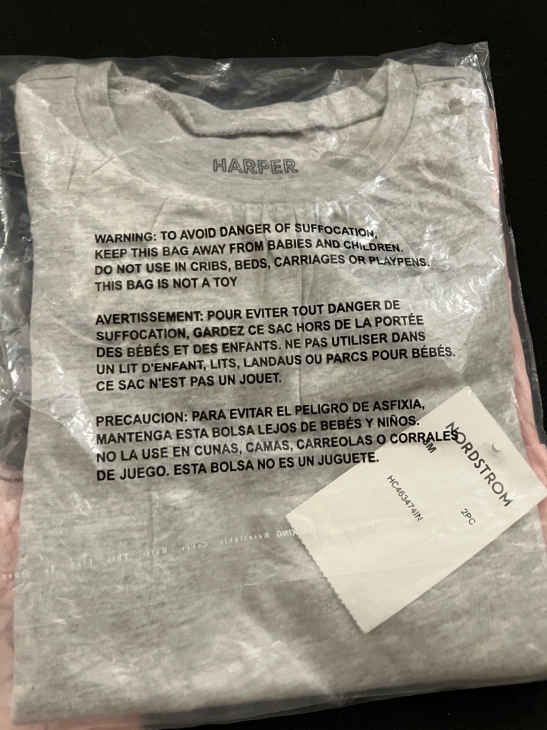 HARPER
WARNING: TO AVOID DANGER OF SUFFOCATION,
KEEP THIS BAG AWAY FROM BABIES AND CHILDREN.
DO NOT USE IN CRIBS, BEDS, CARRIAGES OR PLAYPENS.
THIS BAG IS NOT A TOY
AVERTISSEMENT: POUR EVITER TOUT DANGER DE
SUFFOCATION, GARDEZ CE SAC HORS DE LA PORTÉE
DES BÉBÉS ET DES ENFANTS. NE PAS UTILISER DANS
UN LIT D'ENFANT, LITS, LANDAUS OU PARCS POUR BÉBÉS.
CE SAC N'EST PAS UN JOUET.
PRECAUCION: PARA EVITAR EL PELIGRO DE ASFIXIA,
MANTENGA ESTA BOLSA LEJOS DE BEBÉS Y NIÑOS.
NO LA USE EN CUNAS, CAMAS, CARREOLAS O CORRALES
DE JUEGO. ESTA BOLSA NO ES UN JUGUETE.
NORDSTROM
HC463474IN
2PC